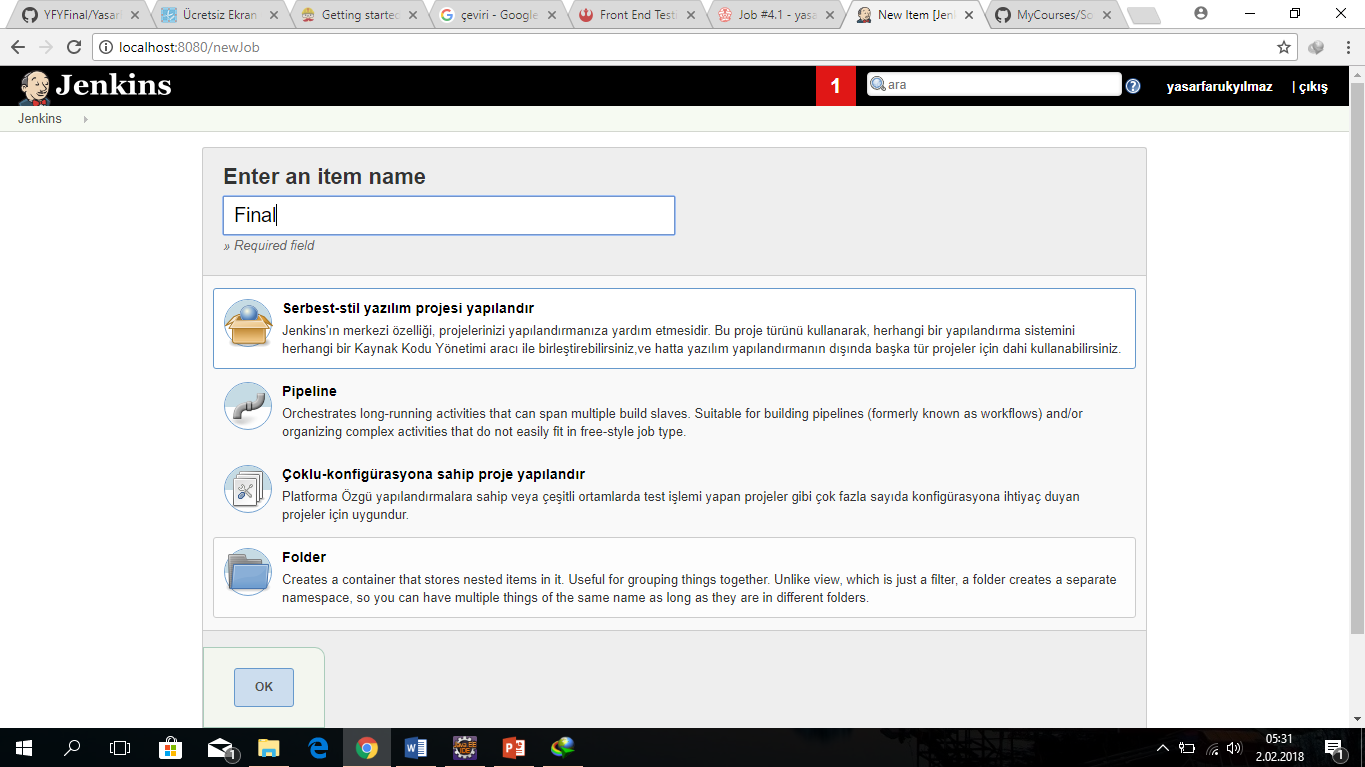 YFYFinal/Yasar
Ücretsiz Ekran
Getting started
çeviri - Google
Front End Testi
Job #4.1 - yasa
New Item [Jenl
MyCourses/So
localhost:8080/newJob
Jenkins
1
ara
yasarfarukyılmaz
| çıkış
Jenkins
Enter an item name
Final
» Required field
Serbest-stil yazılım projesi yapılandır
Jenkins'ın merkezi özelliği, projelerinizi yapılandırmanıza yardım etmesidir. Bu proje türünü kullanarak, herhangi bir yapılandırma sistemini
herhangi bir Kaynak Kodu Yönetimi aracı ile birleştirebilirsiniz,ve hatta yazılım yapılandırmanın dışında başka tür projeler için dahi kullanabilirsiniz.
Pipeline
Orchestrates long-running activities that can span multiple build slaves. Suitable for building pipelines (formerly known as workflows) and/or
organizing complex activities that do not easily fit in free-style job type.
Çoklu-konfigürasyona sahip proje yapılandır
Platforma Özgü yapılandırmalara sahip veya çeşitli ortamlarda test işlemi yapan projeler gibi çok fazla sayıda konfigürasyona ihtiyaç duyan
projeler için uygundur.
Folder
Creates a container that stores nested items in it. Useful for grouping things together. Unlike view, which is just a filter, a folder creates a separate
namespace, so you can have multiple things of the same name as long as they are in different folders.
OK
05:31
2.02.2018